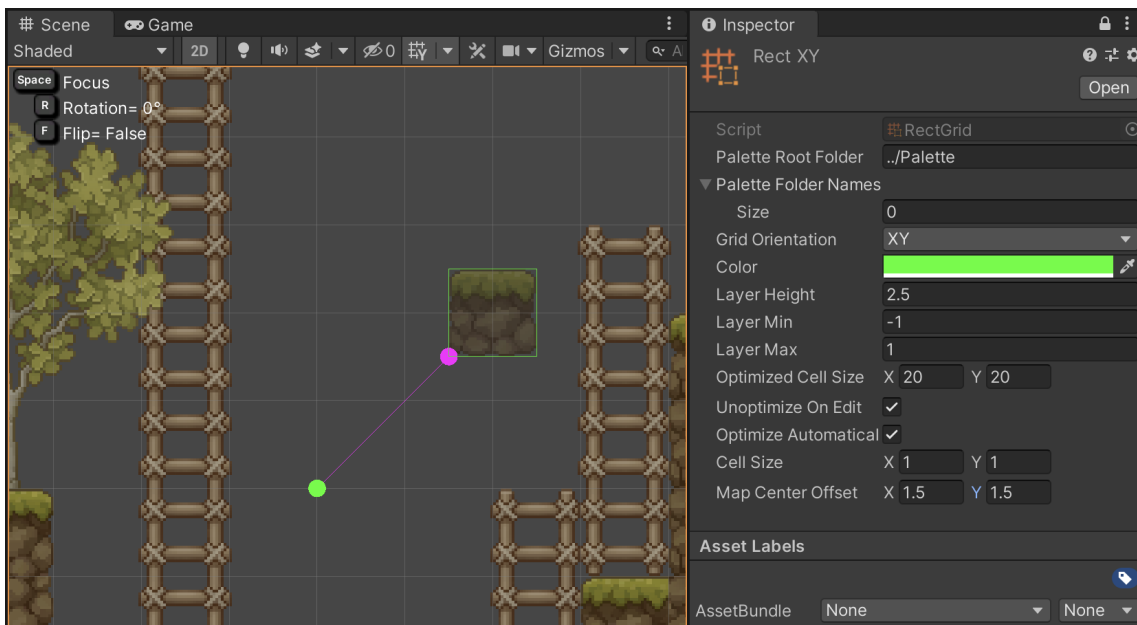 Scene Game
Shaded 2D 0 Gizmos
Space Focus
R Rotation= 0°
F Flip= False
Inspector
Rect XY
Open
Script RectGrid
Palette Root Folder ../Palette
Palette Folder Names
Size 0
Grid Orientation XY
Color
Layer Height 2.5
Layer Min -1
Layer Max 1
Optimized Cell Size X 20 Y 20
Unoptimize On Edit
Optimize Automatical
Cell Size X 1 Y 1
Map Center Offset X 1.5 Y 1.5
Asset Labels
AssetBundle None None